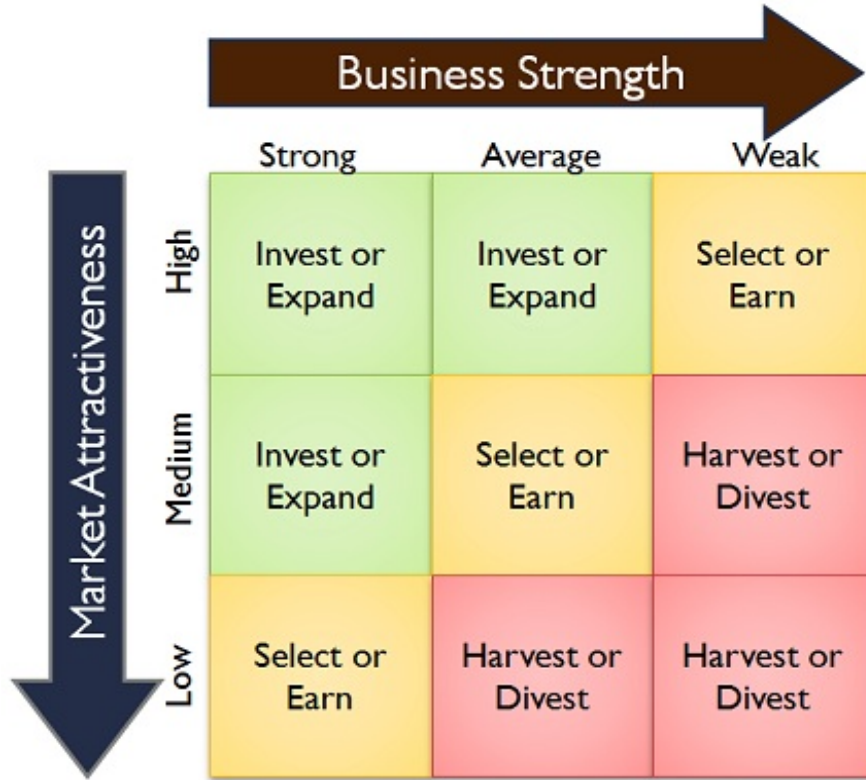 Business Strength
Strong Average Weak
Market Attractiveness
High
Invest or
Expand
Invest or
Expand
Select or
Earn
Medium
Invest or
Expand
Select or
Earn
Harvest or
Divest
Low
Select or
Earn
Harvest or
Divest
Harvest or
Divest